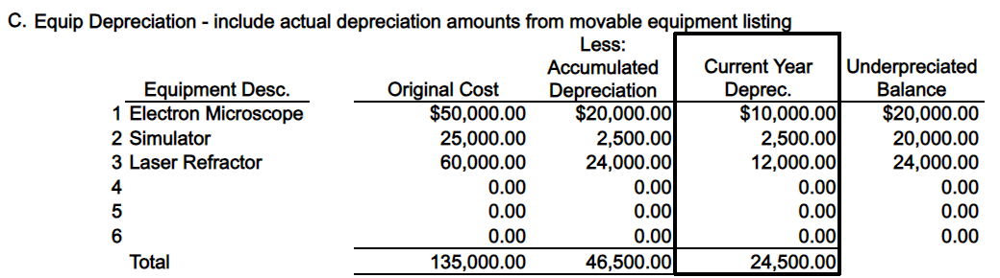 C. Equip Depreciation - include actual depreciation amounts from movable equipment listing
Less:
Accumulated Current Year Underpreciated
Equipment Desc. Original Cost Depreciation Deprec. Balance
1 Electron Microscope $50,000.00 $20,000.00 $10,000.00 $20,000.00
2 Simulator 25,000.00 2,500.00 2,500.00 20,000.00
3 Laser Refractor 60,000.00 24,000.00 12,000.00 24,000.00
4 0.00 0.00 0.00 0.00
5 0.00 0.00 0.00 0.00
6 0.00 0.00 0.00 0.00
Total 135,000.00 46,500.00 24,500.00